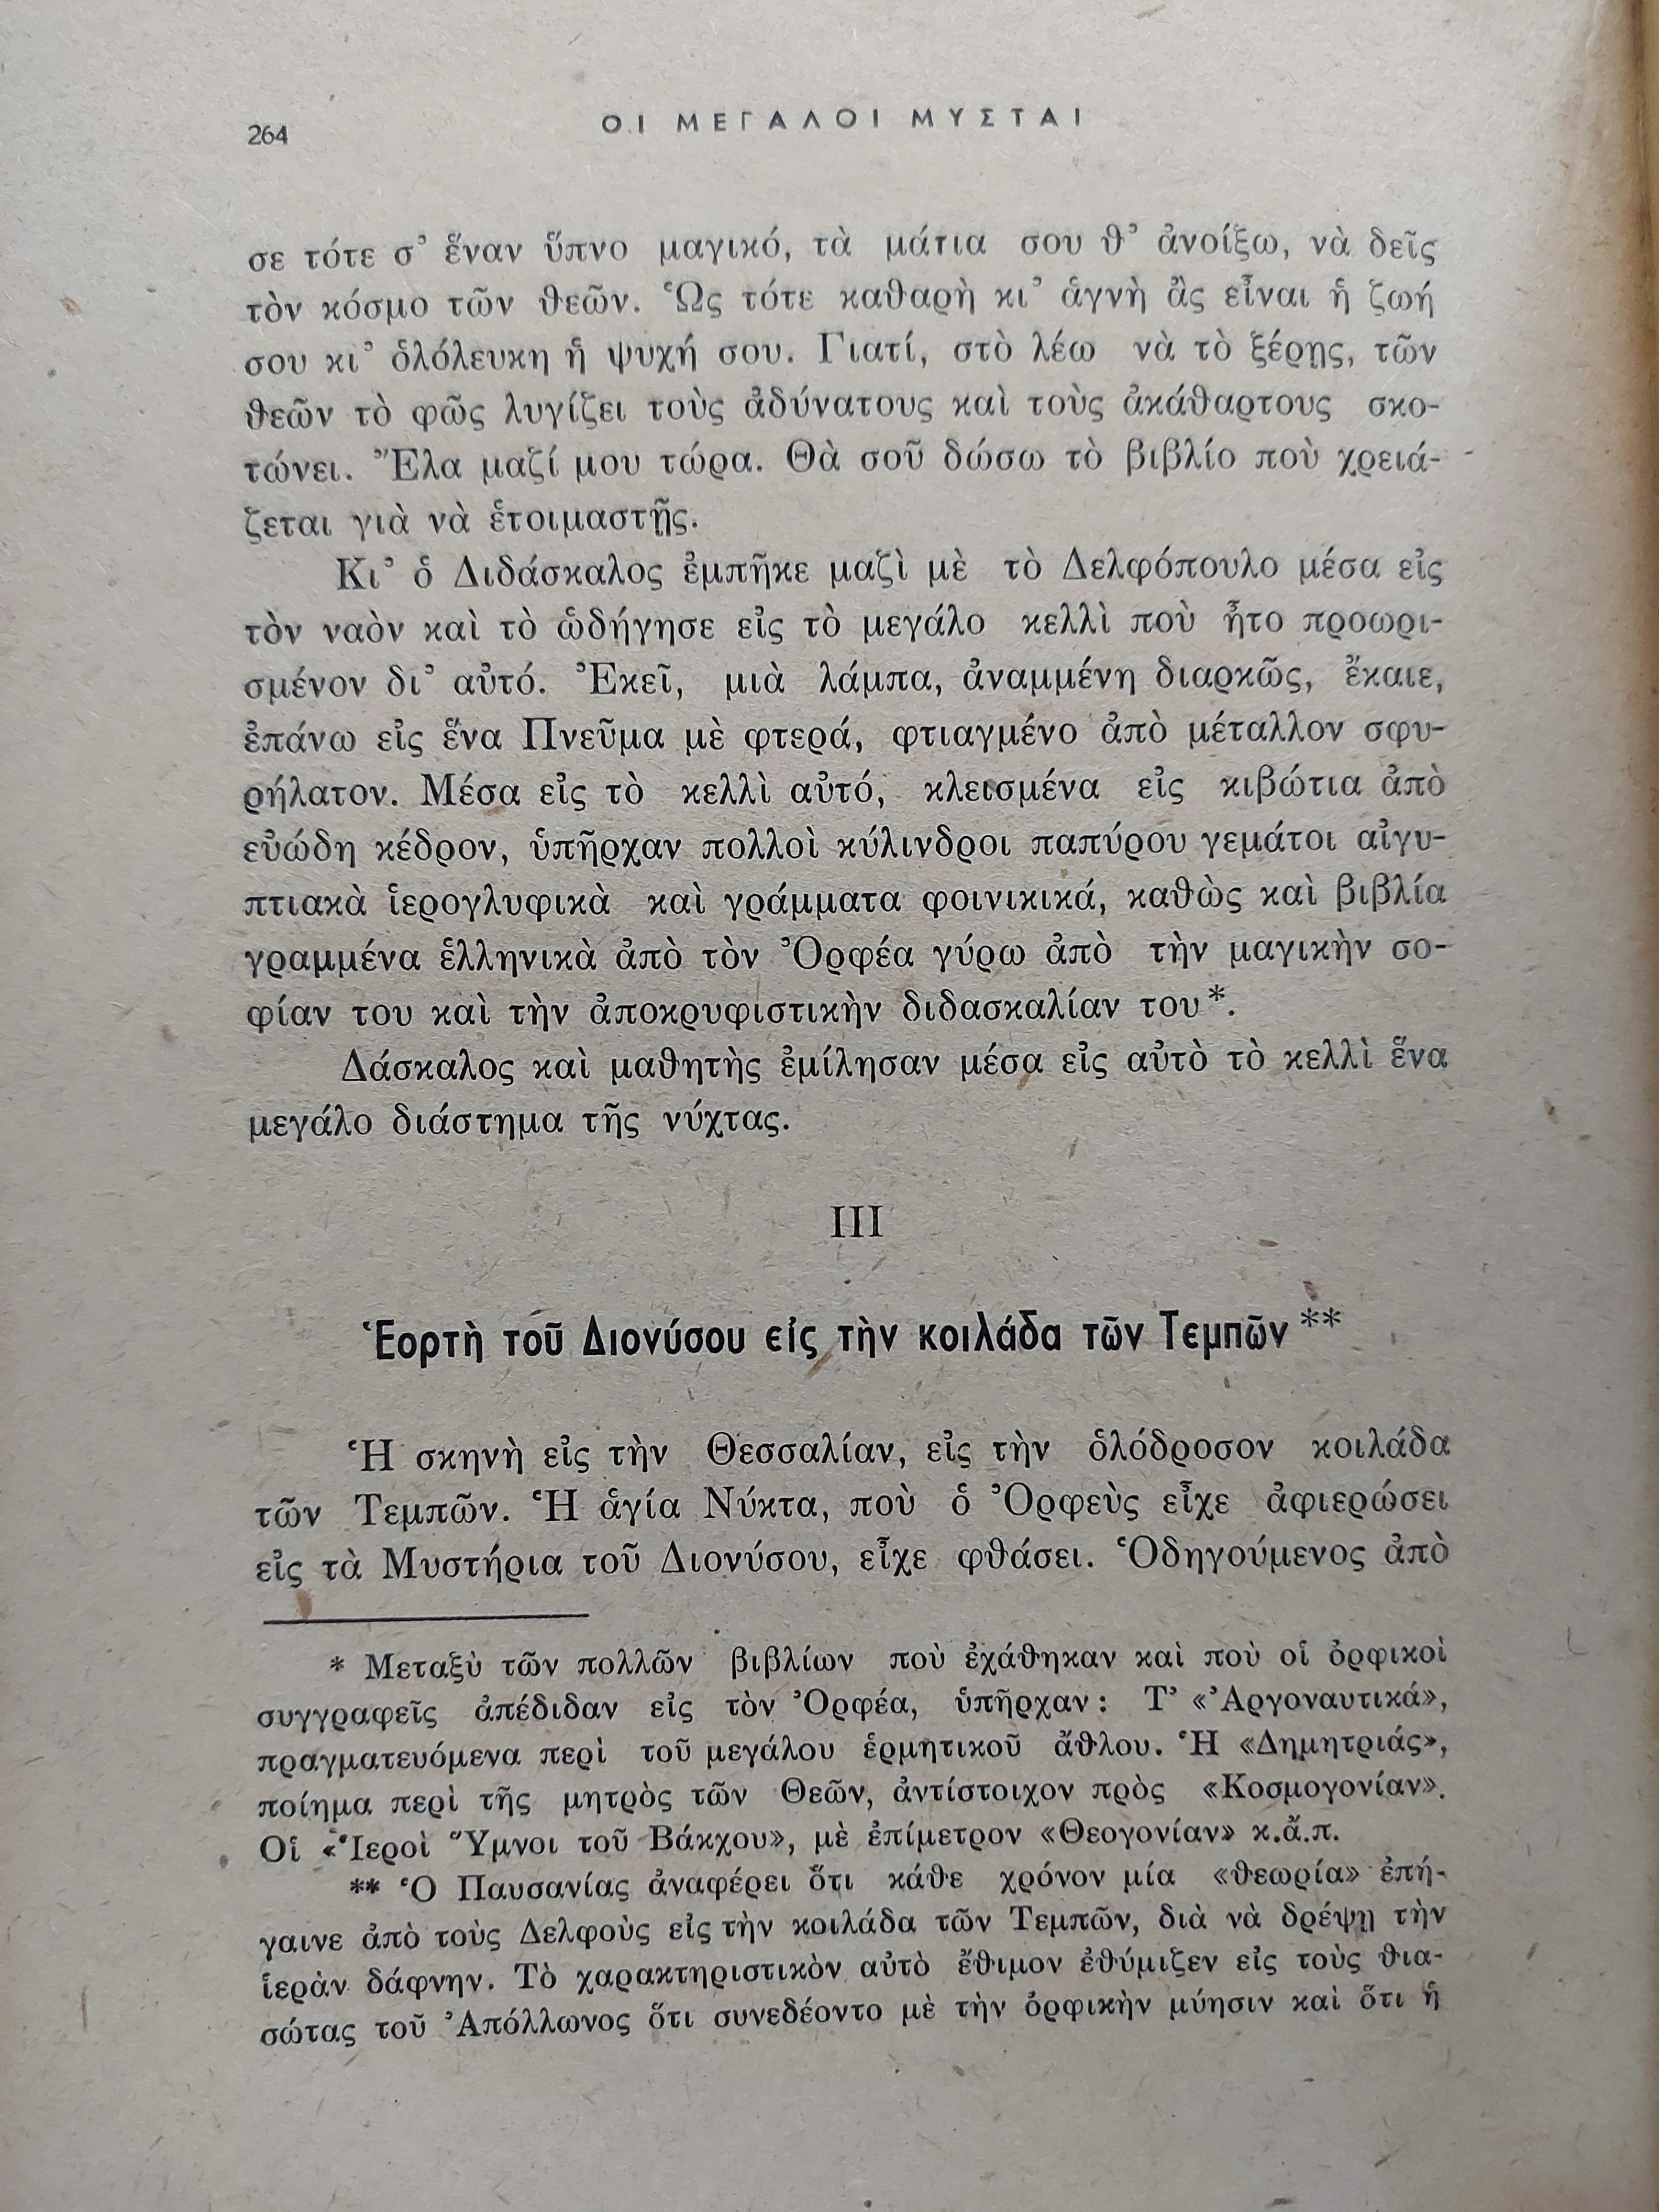 264
ΟΙ ΜΕΓΑΛΟΙ ΜΥΣΤΑΙ
σε τότε σ’ ἕναν ὕπνο μαγικό, τὰ μάτια σου θ’ ἀνοίξω, νὰ δεῖς
τὸν κόσμο τῶν θεῶν. Ὣς τότε καθαρὴ κι’ ἁγνὴ ἂς εἶναι ἡ ζωή
σου κι’ ὁλόλευκη ἡ ψυχή σου. Γιατί, στὸ λέω νὰ τὸ ξέρῃς, τῶν
θεῶν τὸ φῶς λυγίζει τοὺς ἀδύνατους καὶ τοὺς ἀκάθαρτους σκο-
τώνει. Ἔλα μαζί μου τώρα. Θὰ σοῦ δώσω τὸ βιβλίο ποὺ χρειά-
ζεται γιὰ νὰ ἑτοιμαστῇς.
Κι’ ὁ Διδάσκαλος ἐμπῆκε μαζὶ μὲ τὸ Δελφόπουλο μέσα εἰς
τὸν ναὸν καὶ τὸ ὡδήγησε εἰς τὸ μεγάλο κελλὶ ποὺ ἦτο προωρι-
σμένον δι’ αὐτό. Ἐκεῖ, μιὰ λάμπα, ἀναμμένη διαρκῶς, ἔκαιε,
ἐπάνω εἰς ἕνα Πνεῦμα μὲ φτερά, φτιαγμένο ἀπὸ μέταλλον σφυ-
ρήλατον. Μέσα εἰς τὸ κελλὶ αὐτό, κλεισμένα εἰς κιβώτια ἀπὸ
εὐώδη κέδρον, ὑπῆρχαν πολλοὶ κύλινδροι παπύρου γεμάτοι αἰγυ-
πτιακὰ ἱερογλυφικὰ καὶ γράμματα φοινικικά, καθὼς καὶ βιβλία
γραμμένα ἑλληνικὰ ἀπὸ τὸν Ὀρφέα γύρω ἀπὸ τὴν μαγικὴν σο-
φίαν του καὶ τὴν ἀποκρυφιστικὴν διδασκαλίαν του*.
Δάσκαλος καὶ μαθητὴς ἐμίλησαν μέσα εἰς αὐτὸ τὸ κελλὶ ἕνα
μεγάλο διάστημα τῆς νύχτας.
III
Ἑορτὴ τοῦ Διονύσου εἰς τὴν κοιλάδα τῶν Τεμπῶν**
Ἡ σκηνὴ εἰς τὴν Θεσσαλίαν, εἰς τὴν ὁλόδροσον κοιλάδα
τῶν Τεμπῶν. Ἡ ἁγία Νύκτα, ποὺ ὁ Ὀρφεὺς εἶχε ἀφιερώσει
εἰς τὰ Μυστήρια τοῦ Διονύσου, εἶχε φθάσει. Ὁδηγούμενος ἀπὸ
* Μεταξὺ τῶν πολλῶν βιβλίων ποὺ ἐχάθηκαν καὶ ποὺ οἱ ὀρφικοὶ
συγγραφεῖς ἀπέδιδαν εἰς τὸν Ὀρφέα, ὑπῆρχαν: Τ’ «Ἀργοναυτικά»,
πραγματευόμενα περὶ τοῦ μεγάλου ἑρμητικοῦ ἄθλου. Ἡ «Δημητριάς»,
ποίημα περὶ τῆς μητρὸς τῶν Θεῶν, ἀντίστοιχον πρὸς «Κοσμογονίαν».
Οἱ «Ἱεροὶ Ὕμνοι τοῦ Βάκχου», μὲ ἐπίμετρον «Θεογονίαν» κ.ἄ.π.
** Ὁ Παυσανίας ἀναφέρει ὅτι κάθε χρόνον μία «θεωρία» ἐπή-
γαινε ἀπὸ τοὺς Δελφοὺς εἰς τὴν κοιλάδα τῶν Τεμπῶν, διὰ νὰ δρέψῃ τὴν
ἱερὰν δάφνην. Τὸ χαρακτηριστικὸν αὐτὸ ἔθιμον ἐθύμιζεν εἰς τοὺς θια-
σώτας τοῦ Ἀπόλλωνος ὅτι συνεδέοντο μὲ τὴν ὀρφικὴν μύησιν καὶ ὅτι ἡ